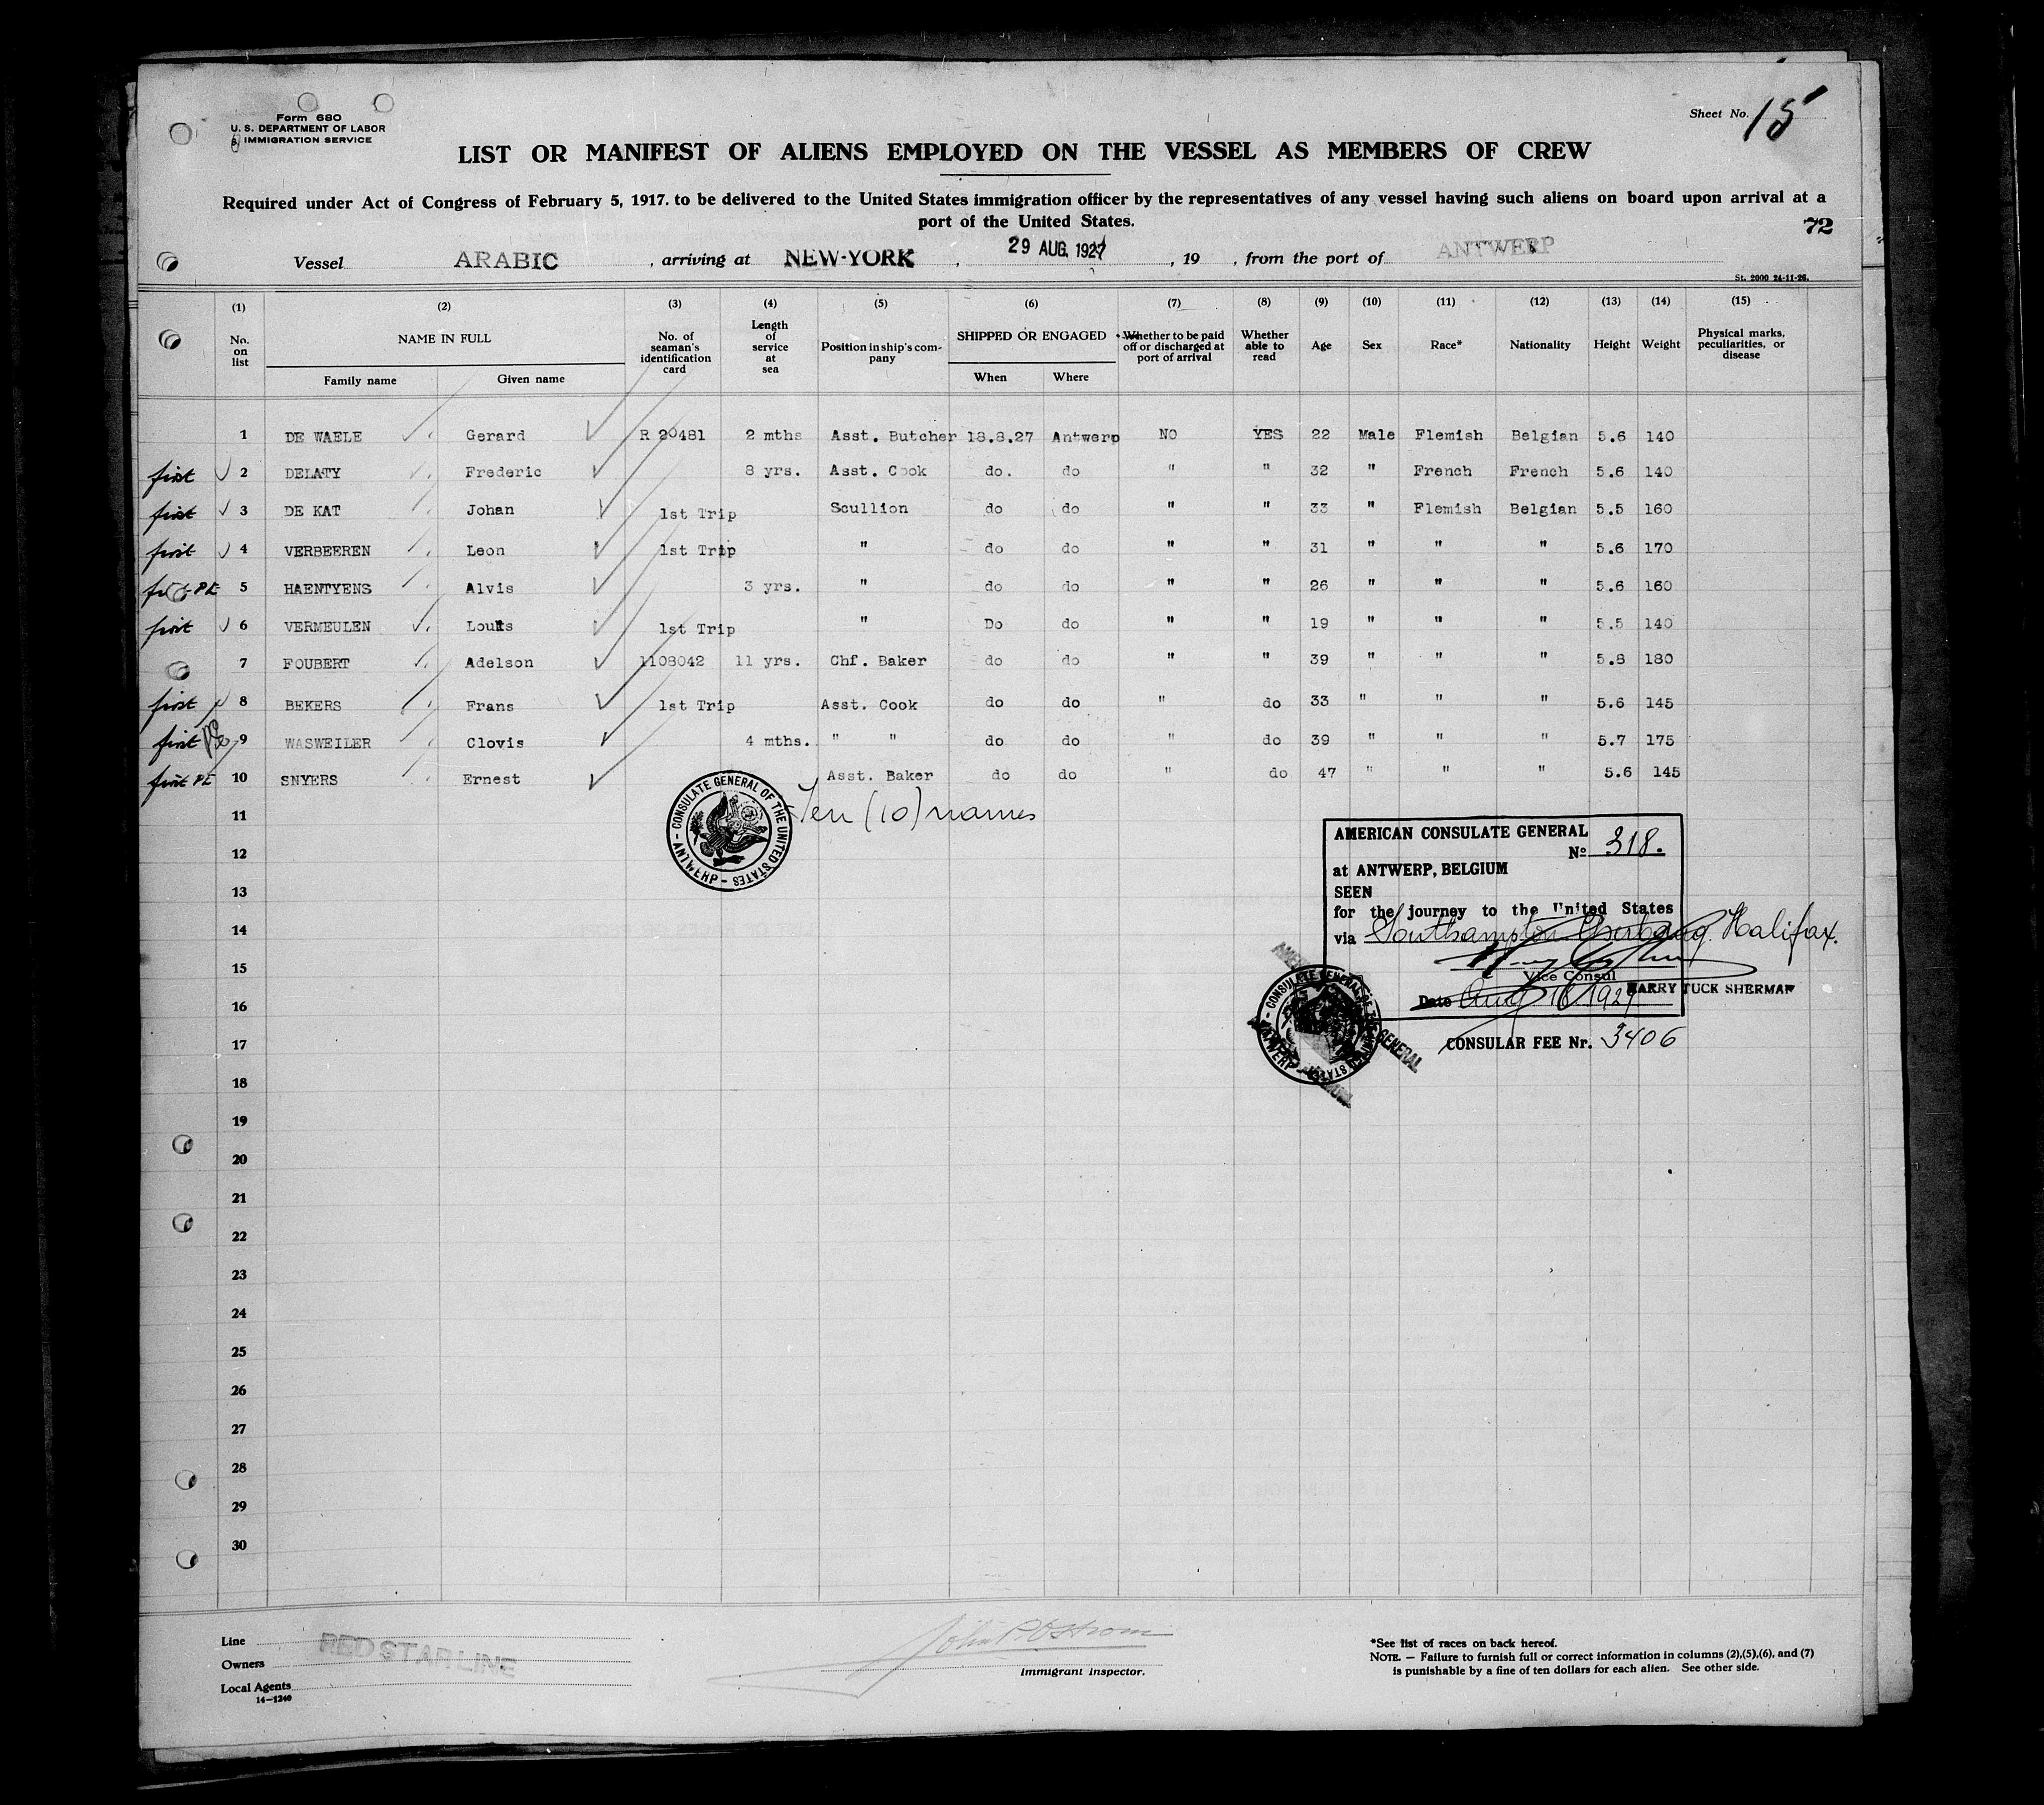 Form 680
U. S. DEPARTMENT OF LABOR
IMMIGRATION SERVICE
Sheet No. 15
LIST OR MANIFEST OF ALIENS EMPLOYED ON THE VESSEL AS MEMBERS OF CREW
Required under Act of Congress of February 5, 1917. to be delivered to the United States immigration officer by the representatives of any vessel having such aliens on board upon arrival at a
port of the United States.
72
Vessel ARABIC , arriving at NEW-YORK , 29 AUG. 1927 , 19 , from the port of ANTWERP
St. 2000 24-11-26.
(1) (2) (3) (4) (5) (6) (7) (8) (9) (10) (11) (12) (13) (14) (15)
No. on list NAME IN FULL No. of seaman's identification card Length of service at sea Position in ship's company SHIPPED OR ENGAGED Whether to be paid off or discharged at port of arrival Whether able to read Age Sex Race* Nationality Height Weight Physical marks, peculiarities, or disease
Family name Given name When Where
1 DE WAELE Gerard R 20481 2 mths Asst. Butcher 18.8.27 Antwerp NO YES 22 Male Flemish Belgian 5.6 140
first 2 DELATY Frederic 8 yrs. Asst. Cook do. do " " 32 " French French 5.6 140
first 3 DE KAT Johan 1st Trip Scullion do do " " 33 " Flemish Belgian 5.5 160
first 4 VERBEEREN Leon 1st Trip " do do " " 31 " " " 5.6 170
PE 5 HAENTYENS Alvis 3 yrs. " do do " " 26 " " " 5.6 160
first 6 VERMEULEN Louis 1st Trip " Do do " " 19 " " " 5.5 140
7 FOUBERT Adelson 1108042 11 yrs. Chf. Baker do do " " 39 " " " 5.8 180
first 8 BEKERS Frans 1st Trip Asst. Cook do do " do 33 " " " 5.6 145
first 9 WASWEILER Clovis 4 mths. " " do do " do 39 " " " 5.7 175
first PE 10 SNYERS Ernest Asst. Baker do do " do 47 " " " 5.6 145
Ten (10) names
CONSULATE GENERAL OF THE UNITED STATES - ANTWERP -
11
12
13
14
15
16
17
18
19
20
21
22
23
24
25
26
27
28
29
30
AMERICAN CONSULATE GENERAL
No 318.
at ANTWERP, BELGIUM
SEEN
for the journey to the United States
via Southampton Cherbourg Halifax.
Vice Consul
HARRY TUCK SHERMAN
Date Aug 18 1927
CONSULAR FEE Nr. 3406
Line
RED STAR LINE
Owners
Local Agents
14-1240
John P Ostrom
Immigrant Inspector.
*See list of races on back hereof.
NOTE. — Failure to furnish full or correct information in columns (2),(5),(6), and (7)
is punishable by a fine of ten dollars for each alien. See other side.